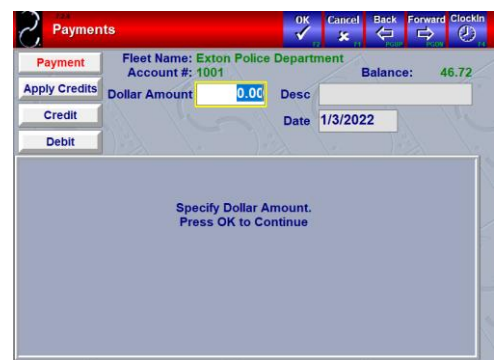 Payments
OK Cancel Back Forward ClockIn
F2 F1 PGUP PGDN F4
Payment
Apply Credits
Credit
Debit
Fleet Name: Exton Police Department
Account #: 1001
Balance: 46.72
Dollar Amount 0.00 Desc
Date 1/3/2022
Specify Dollar Amount.
Press OK to Continue